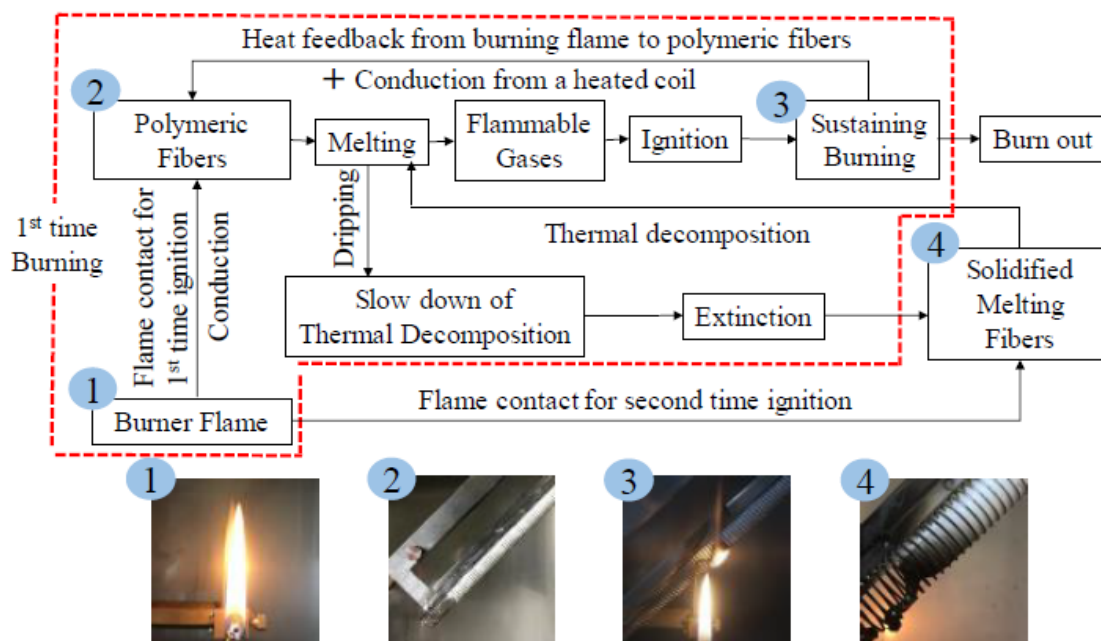 Heat feedback from burning flame to polymeric fibers
+ Conduction from a heated coil
2
Polymeric
Fibers
Melting
Flammable
Gases
Ignition
3
Sustaining
Burning
Burn out
1st time
Burning
Flame contact for
1st time ignition
Conduction
Dripping
Thermal decomposition
4
Solidified
Melting
Fibers
Slow down of
Thermal Decomposition
Extinction
1
Burner Flame
Flame contact for second time ignition
1
2
3
4